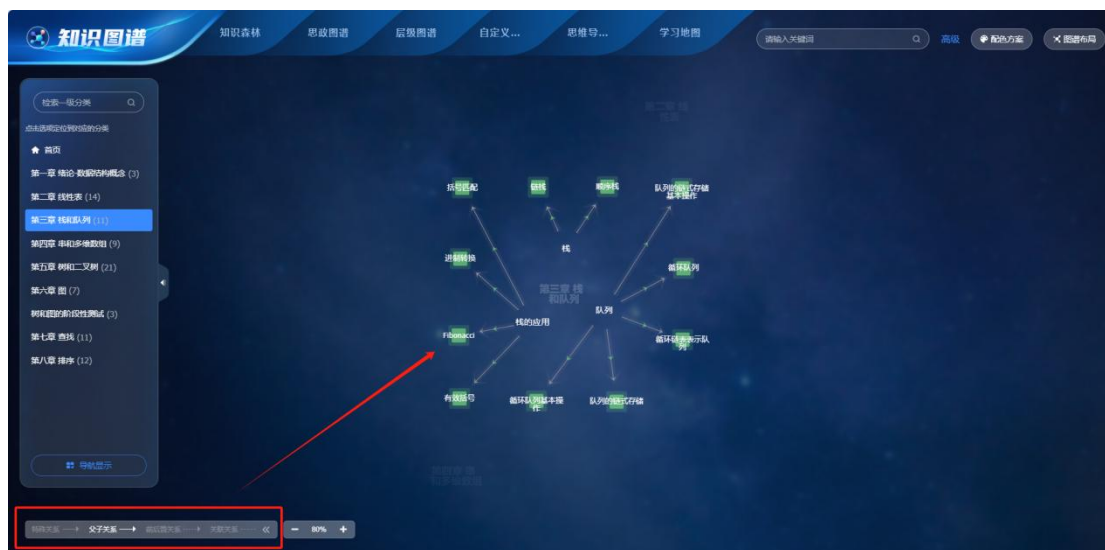 知识图谱
知识森林
思政图谱
层级图谱
自定义...
思维导...
学习地图
请输入关键词
高级
配色方案
图谱布局
检索一级分类
点击选项定位到对应的分类
首页
第一章 绪论-数据结构概念 (3)
第二章 线性表 (14)
第三章 栈和队列 (11)
第四章 串和多维数组 (9)
第五章 树和二叉树 (21)
第六章 图 (7)
树和图的阶段性测试 (3)
第七章 查找 (11)
第八章 排序 (12)
导航显示
括号匹配
链栈
顺序栈
队列的链式存储
基本操作
栈
进制转换
循环队列
第三章 栈
和队列
队列
栈的应用
Fibonacci
循环链表表示队
列
有效括号
循环队列基本操
作
队列的链式存储
父子关系
前后置关系
关联关系
80%